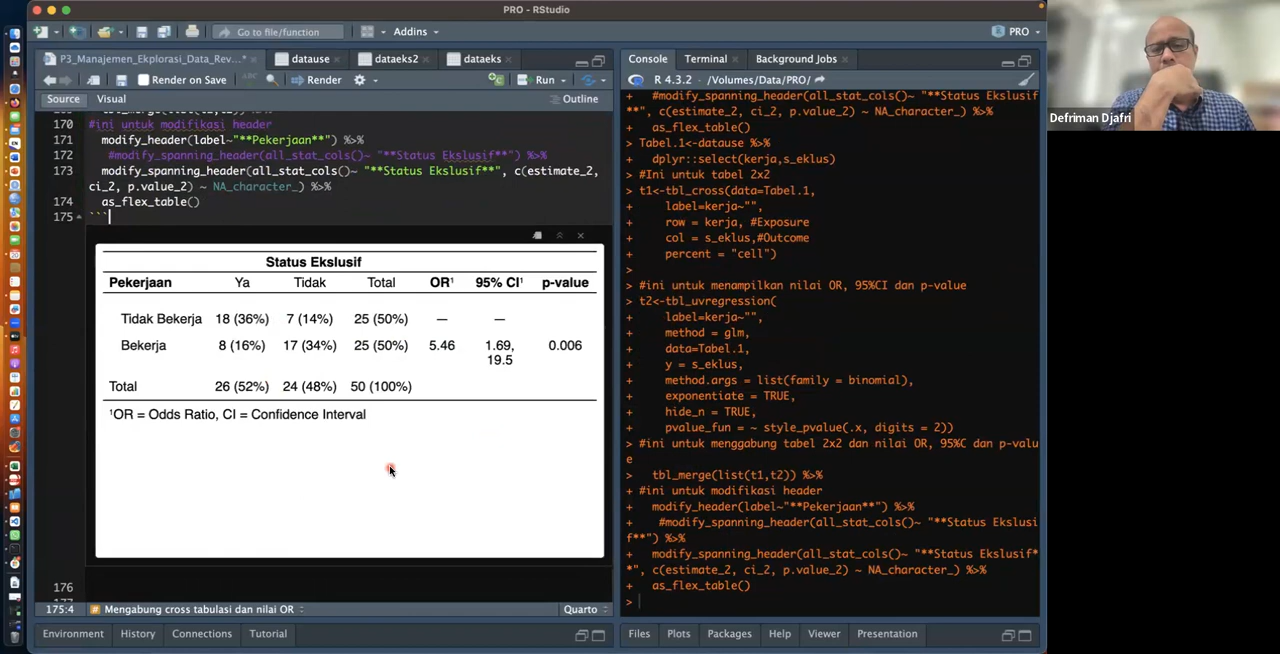 PRO - RStudio
Go to file/function
Addins
PRO
P3_Manajemen_Ekplorasi_Data_Rev...*
datause
dataeks2
dataeks
Render on Save
ABC
Render
Run
Source
Visual
Outline
170
#ini untuk modifikasi header
171 modify_header(label~"**Pekerjaan**") %>%
172 #modify_spanning_header(all_stat_cols()~ "**Status Ekslusif**") %>%
173 modify_spanning_header(all_stat_cols()~ "**Status Ekslusif**", c(estimate_2,
ci_2, p.value_2) ~ NA_character_) %>%
174 as_flex_table()
175 ```
Status Ekslusif
Pekerjaan Ya Tidak Total OR¹ 95% CI¹ p-value
Tidak Bekerja 18 (36%) 7 (14%) 25 (50%) — —
Bekerja 8 (16%) 17 (34%) 25 (50%) 5.46 1.69, 0.006
19.5
Total 26 (52%) 24 (48%) 50 (100%)
¹OR = Odds Ratio, CI = Confidence Interval
176
175:4
# Mengabung cross tabulasi dan nilai OR
Quarto
Environment
History
Connections
Tutorial
Console
Terminal
Background Jobs
R 4.3.2 · /Volumes/Data/PRO/
+ #modify_spanning_header(all_stat_cols()~ "**Status Ekslusif
**", c(estimate_2, ci_2, p.value_2) ~ NA_character_) %>%
+ as_flex_table()
> Tabel.1<-datause %>%
+ dplyr::select(kerja,s_eklus)
> #Ini untuk tabel 2x2
> t1<-tbl_cross(data=Tabel.1,
+ label=kerja~"",
+ row = kerja, #Exposure
+ col = s_eklus,#Outcome
+ percent = "cell")
>
> #ini untuk menampilkan nilai OR, 95%CI dan p-value
> t2<-tbl_uvregression(
+ label=kerja~"",
+ method = glm,
+ data=Tabel.1,
+ y = s_eklus,
+ method.args = list(family = binomial),
+ exponentiate = TRUE,
+ hide_n = TRUE,
+ pvalue_fun = ~ style_pvalue(.x, digits = 2))
> #ini untuk menggabung tabel 2x2 dan nilai OR, 95%C dan p-valu
e
> tbl_merge(list(t1,t2)) %>%
+ #ini untuk modifikasi header
+ modify_header(label~"**Pekerjaan**") %>%
+ #modify_spanning_header(all_stat_cols()~ "**Status Ekslusi
f**") %>%
+ modify_spanning_header(all_stat_cols()~ "**Status Ekslusif*
*", c(estimate_2, ci_2, p.value_2) ~ NA_character_) %>%
+ as_flex_table()
>
Files
Plots
Packages
Help
Viewer
Presentation
Defriman Djafri